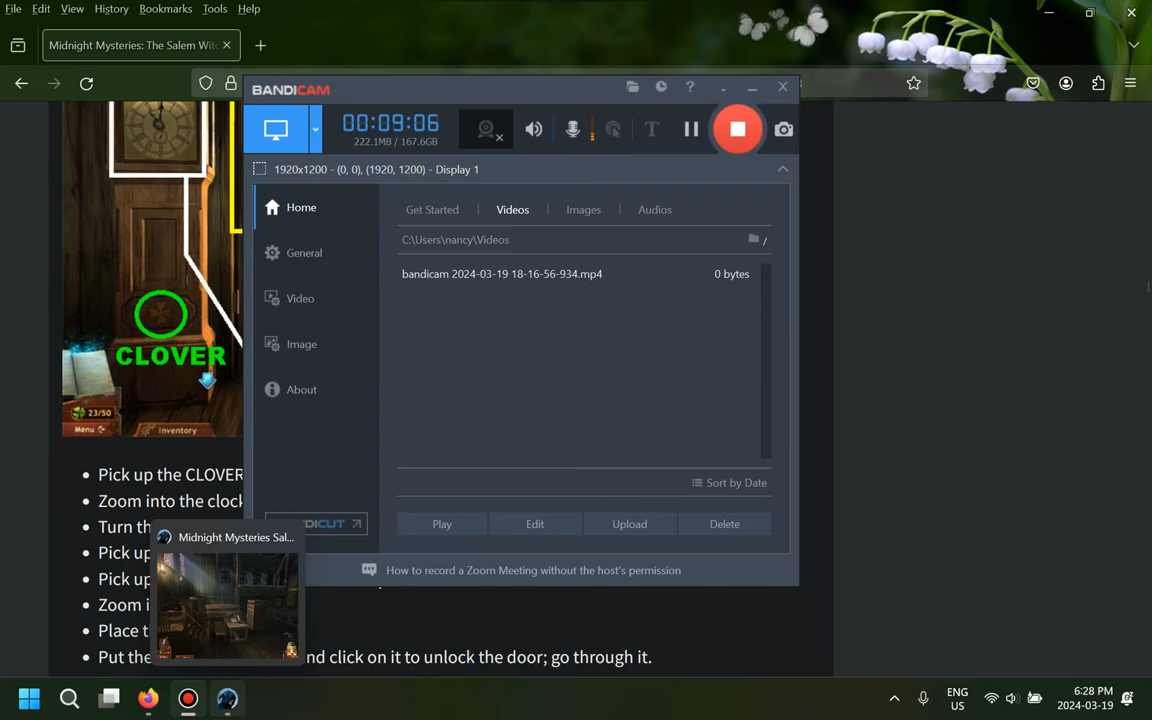 File Edit View History Bookmarks Tools Help
Midnight Mysteries: The Salem Wit
BANDICAM
00:09:06
222.1MB / 167.6GB
1920x1200 - (0, 0), (1920, 1200) - Display 1
Home
General
Video
Image
About
Get Started Videos Images Audios
C:\Users\nancy\Videos
bandicam 2024-03-19 18-16-56-934.mp4 0 bytes
Sort by Date
Play Edit Upload Delete
How to record a Zoom Meeting without the host's permission
CLOVER
23/50
Menu
Inventory
Pick up the CLOVER
Zoom into the clock
Turn th
Pick up
Pick up
Zoom i
Place t
Put the
nd click on it to unlock the door; go through it.
Midnight Mysteries Sal...
ENG
US
6:28 PM
2024-03-19